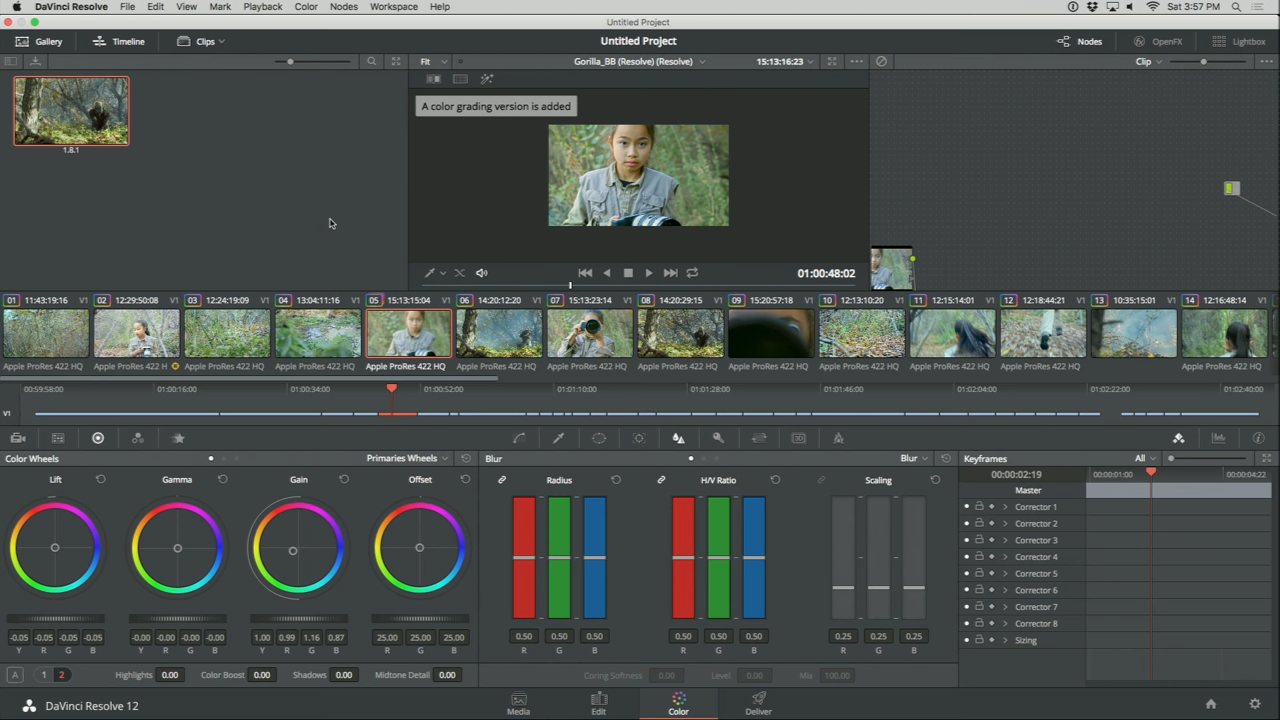 DaVinci Resolve File Edit View Mark Playback Color Nodes Workspace Help Sat 3:57 PM
Untitled Project
Gallery Timeline Clips Untitled Project Nodes OpenFX Lightbox
Fit Gorilla_BB (Resolve) (Resolve) 15:13:16:23 Clip
A color grading version is added
1.8.1
01:00:48:02
01 11:43:19:16 V1 02 12:29:50:08 V1 03 12:24:19:09 V1 04 13:04:11:16 V1 05 15:13:15:04 V1 06 14:20:12:20 V1 07 15:13:23:14 V1 08 14:20:29:15 V1 09 15:20:57:18 V1 10 12:13:10:20 V1 11 12:15:14:01 V1 12 12:18:44:21 V1 13 10:35:15:01 V1 14 12:16:48:14 V1
Apple ProRes 422 HQ Apple ProRes 422 H Apple ProRes 422 HQ Apple ProRes 422 HQ Apple ProRes 422 HQ Apple ProRes 422 HQ Apple ProRes 422 HQ Apple ProRes 422 HQ Apple ProRes 422 HQ Apple ProRes 422 HQ Apple ProRes 422 HQ Apple ProRes 422 HQ Apple ProRes 422 HQ Apple ProRes 422 HQ
00:59:58:00 01:00:16:00 01:00:34:00 01:00:52:00 01:01:10:00 01:01:28:00 01:01:46:00 01:02:04:00 01:02:22:00 01:02:40:00
V1
3D
Color Wheels Primaries Wheels Blur Blur Keyframes All
Lift Gamma Gain Offset Radius H/V Ratio Scaling 00:00:02:19 00:00:01:00 00:00:04:22
Master
Corrector 1
Corrector 2
Corrector 3
Corrector 4
Corrector 5
Corrector 6
Corrector 7
Corrector 8
Sizing
-0.05 -0.05 -0.05 -0.05 -0.00 -0.00 -0.00 -0.00 1.00 0.99 1.16 0.87 25.00 25.00 25.00 0.50 0.50 0.50 0.50 0.50 0.50 0.25 0.25 0.25
Y R G B Y R G B Y R G B R G B R G B R G B R G B
A 1 2 Highlights 0.00 Color Boost 0.00 Shadows 0.00 Midtone Detail 0.00 Coring Softness 0.00 Level 0.00 Mix 100.00
DaVinci Resolve 12 Media Edit Color Deliver